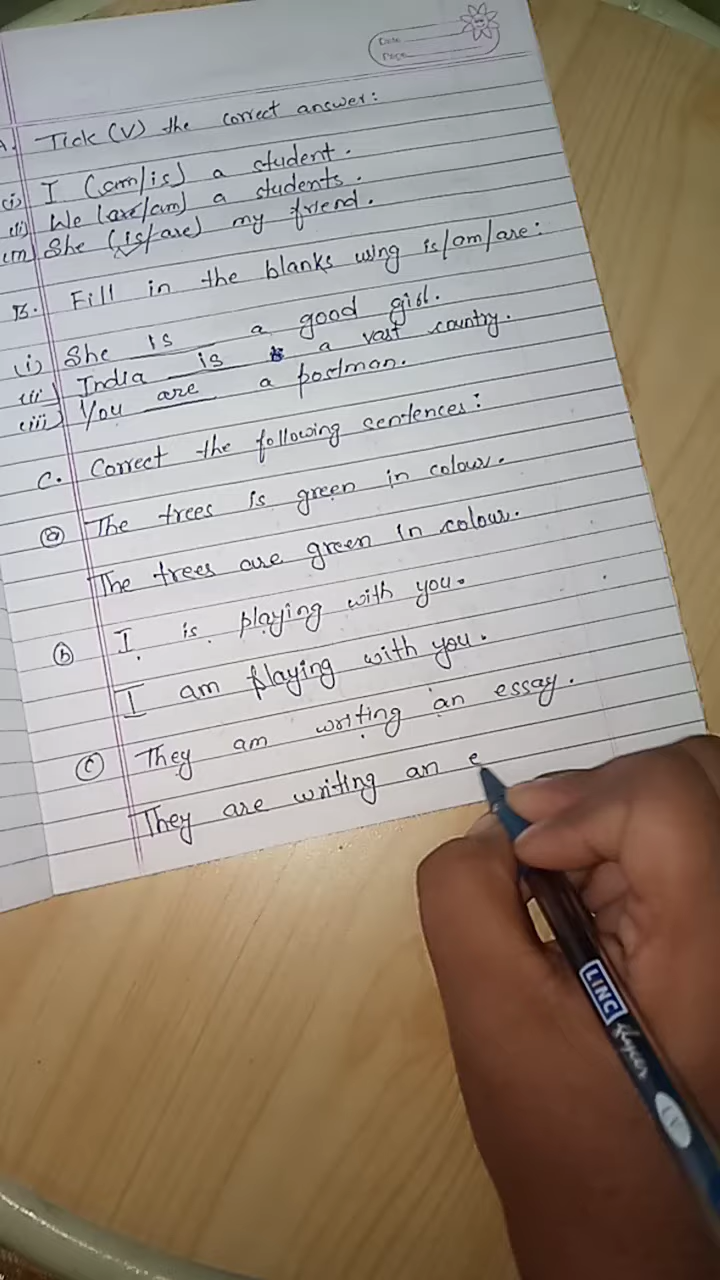 Date
Page
A. Tick (V) the correct answer:
(i) I (am/is) a student.
(ii) We (are/am) a students.
(iii) She (is/are) my friend.
B. Fill in the blanks using is/am/are:
(i) She is a good girl.
(ii) India is a vast country.
(iii) You are a postman.
C. Correct the following sentences:
(a) The trees is green in colour.
The trees are green in colour.
(b) I is playing with you.
I am playing with you.
(c) They am writing an essay.
They are writing an e
LINC